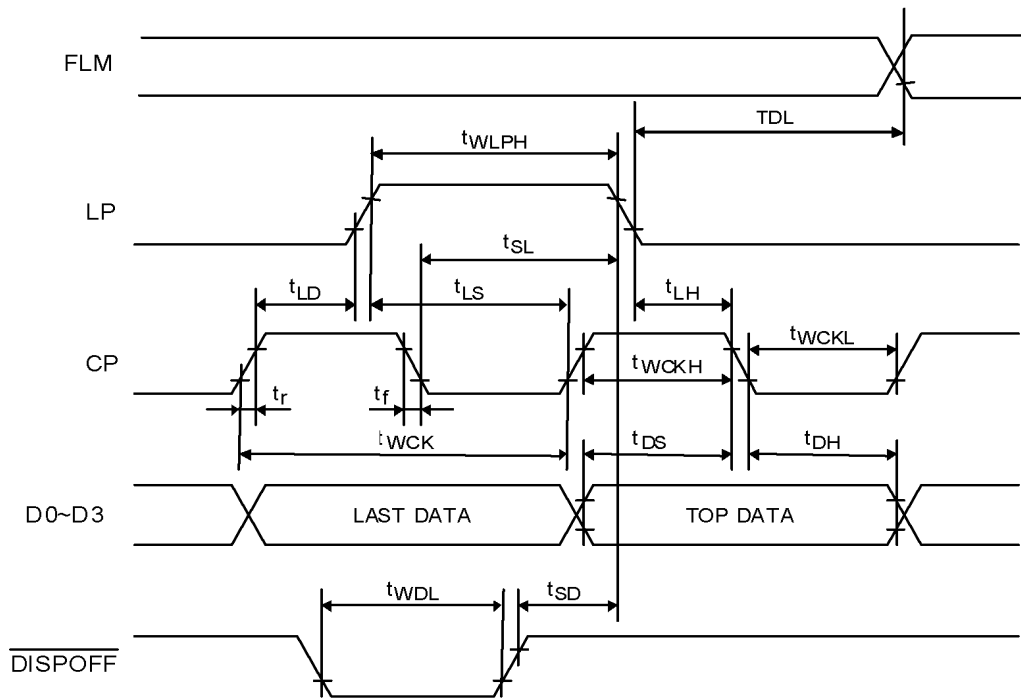 FLM
TDL
tWLPH
LP
tSL
tLD
tLS
tLH
tWCKL
CP
tWCKH
tr
tf
tWCK
tDS
tDH
D0~D3
LAST DATA
TOP DATA
tWDL
tSD
DISPOFF